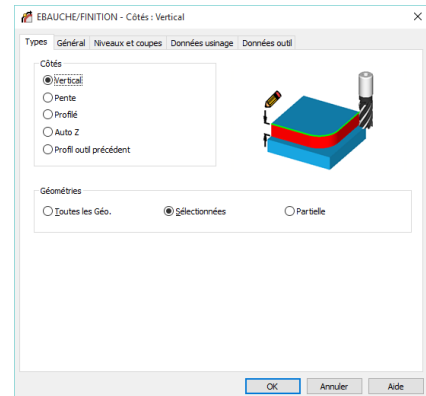 EBAUCHE/FINITION - Côtés : Vertical
Types Général Niveaux et coupes Données usinage Données outil
Côtés
Vertical
Pente
Profilé
Auto Z
Profil outil précédent
Géométries
Toutes les Géo. Sélectionnées Partielle
OK Annuler Aide